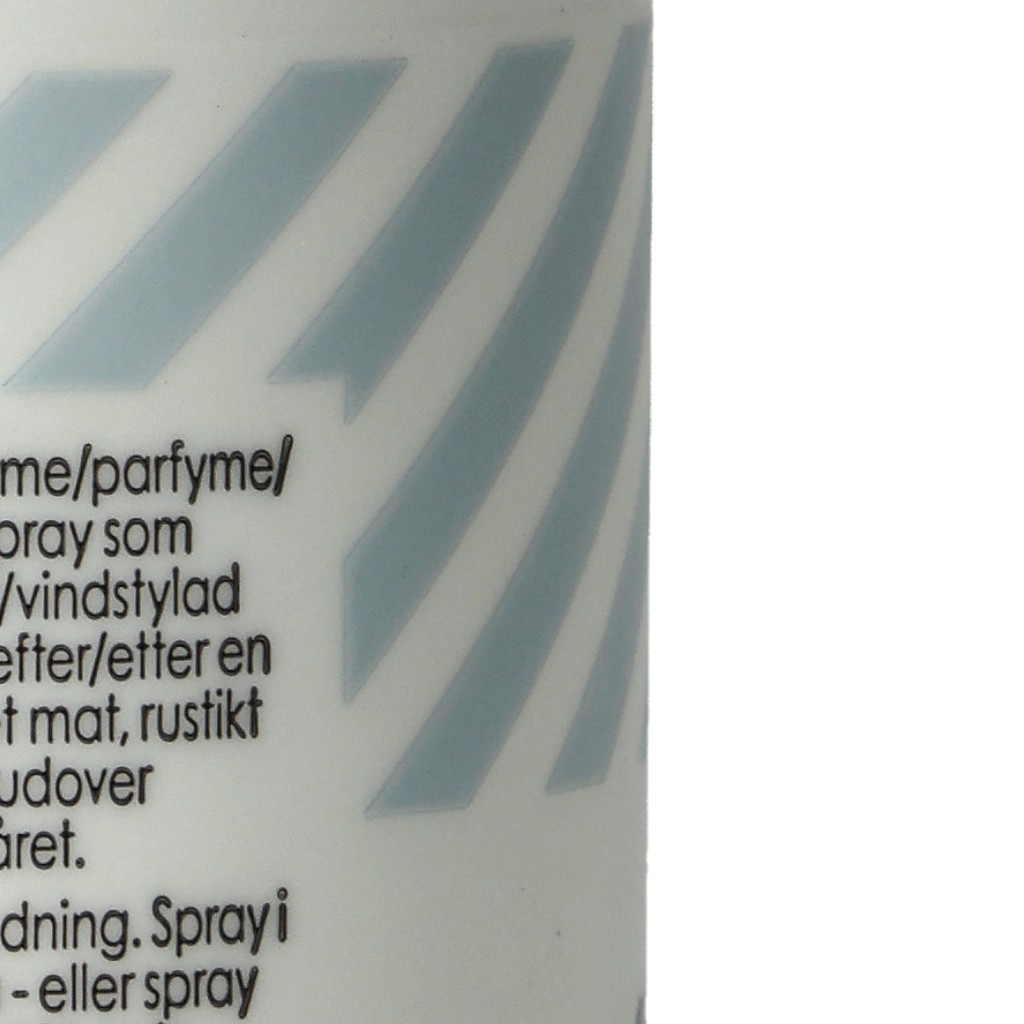 me/parfyme/
pray som
/vindstylad
efter/etter en
t mat, rustikt
udover
året.
dning. Spray i
- eller spray